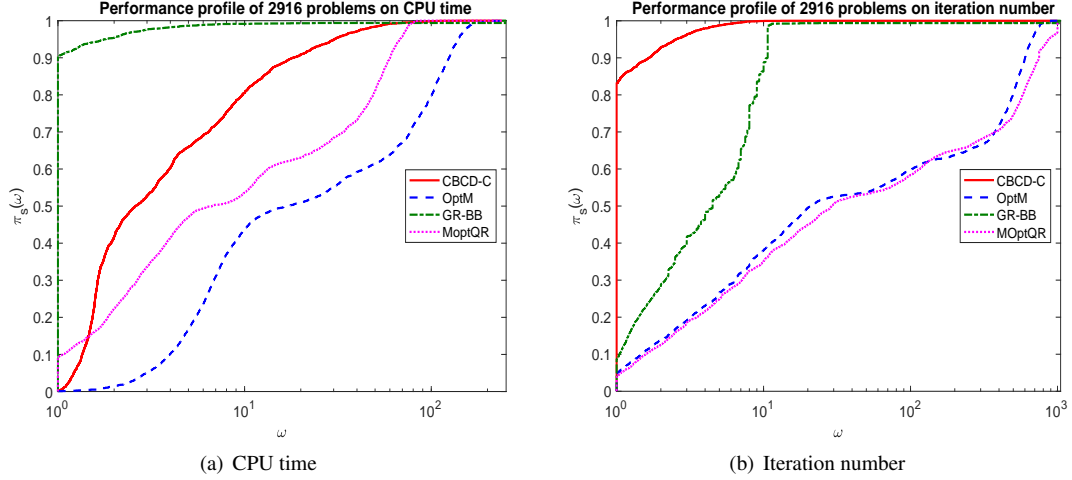 Performance profile of 2916 problems on CPU time
1
0.9
0.8
0.7
0.6
0.5
0.4
0.3
0.2
0.1
0
π_s(ω)
CBCD-C
OptM
GR-BB
MoptQR
10^0
10^1
10^2
ω
(a) CPU time
Performance profile of 2916 problems on iteration number
1
0.9
0.8
0.7
0.6
0.5
0.4
0.3
0.2
0.1
0
π_s(ω)
CBCD-C
OptM
GR-BB
MOptQR
10^0
10^1
10^2
10^3
ω
(b) Iteration number